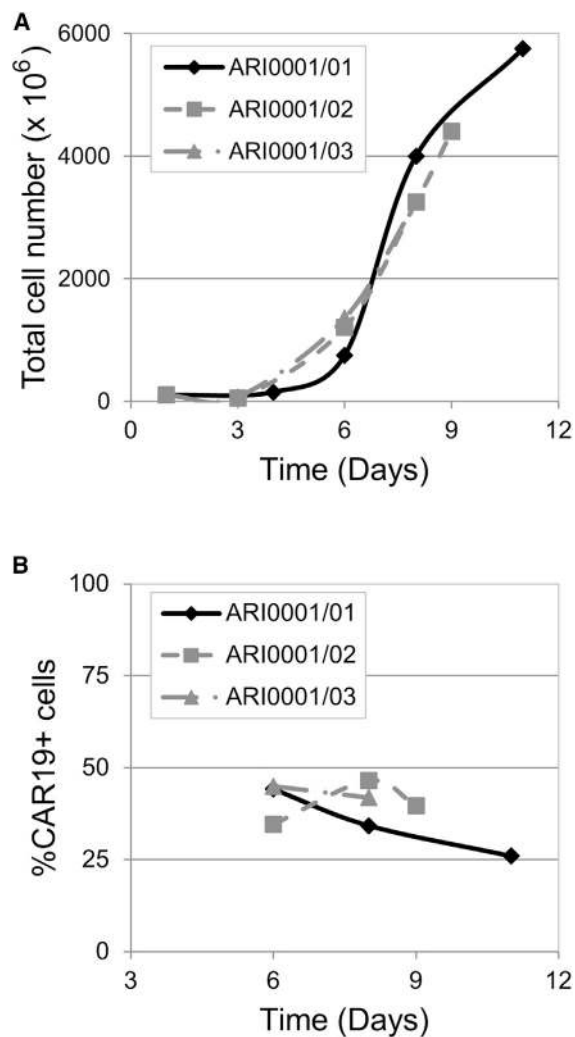 A
Total cell number (x 10⁶)
6000
4000
2000
0
ARI0001/01
ARI0001/02
ARI0001/03
0 3 6 9 12
Time (Days)
B
%CAR19+ cells
100
75
50
25
0
ARI0001/01
ARI0001/02
ARI0001/03
3 6 9 12
Time (Days)